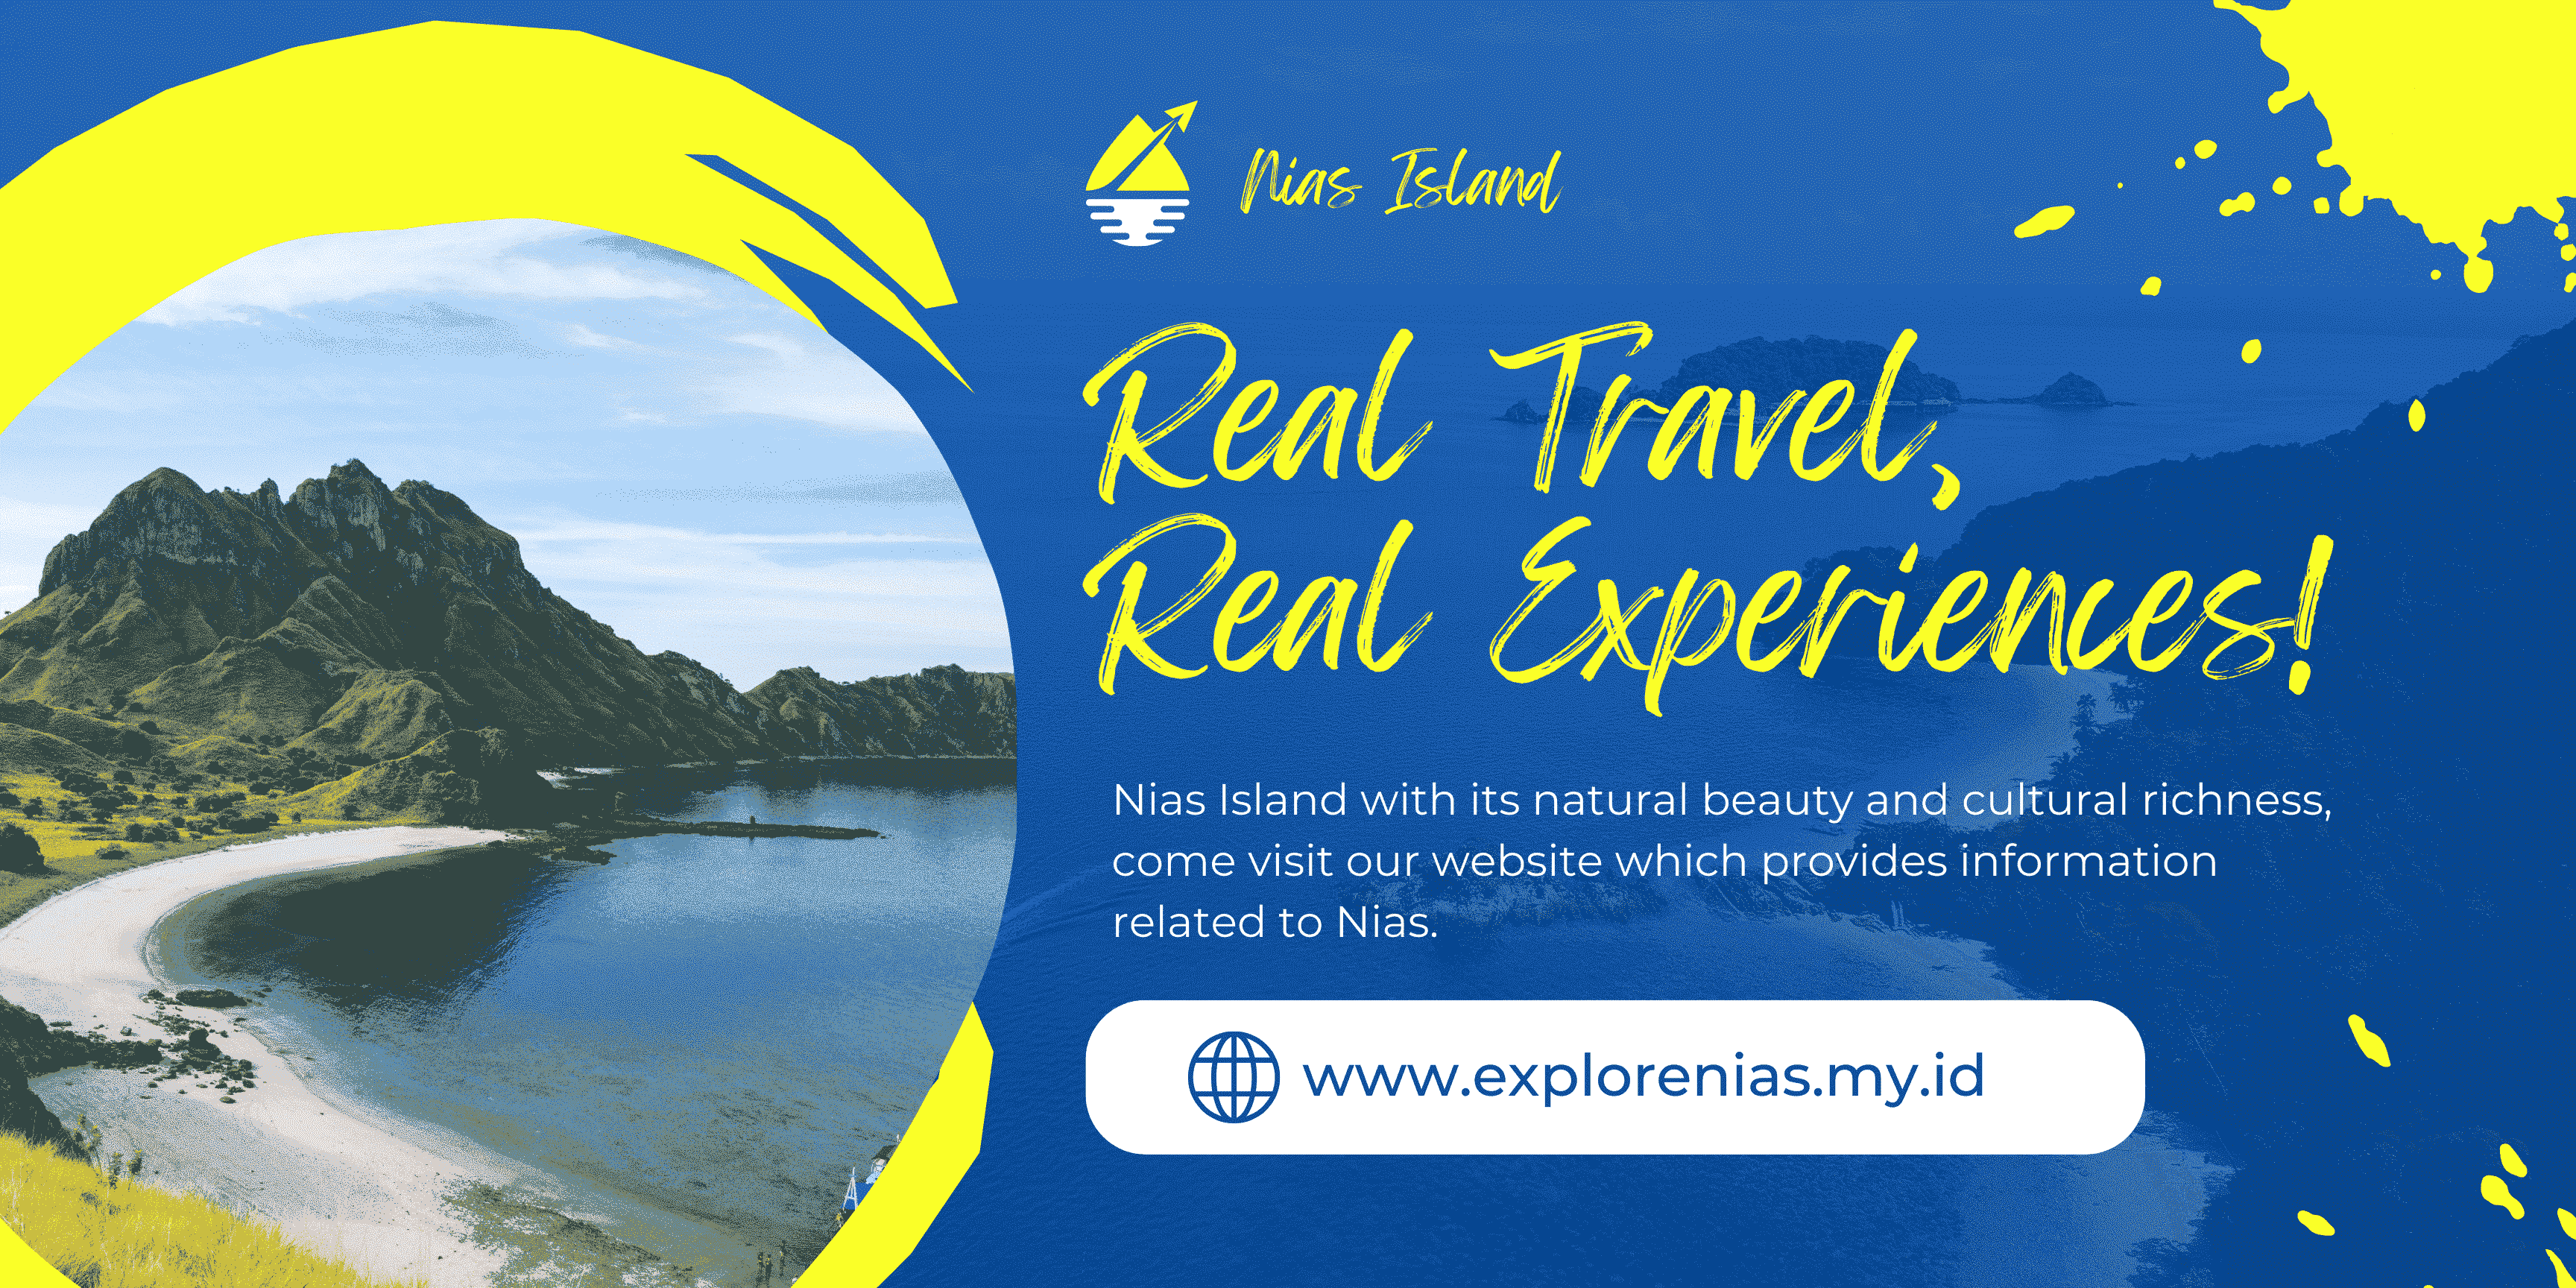 Nias Island
Real Travel,
Real Experiences!
Nias Island with its natural beauty and cultural richness,
come visit our website which provides information
related to Nias.
www.explorenias.my.id